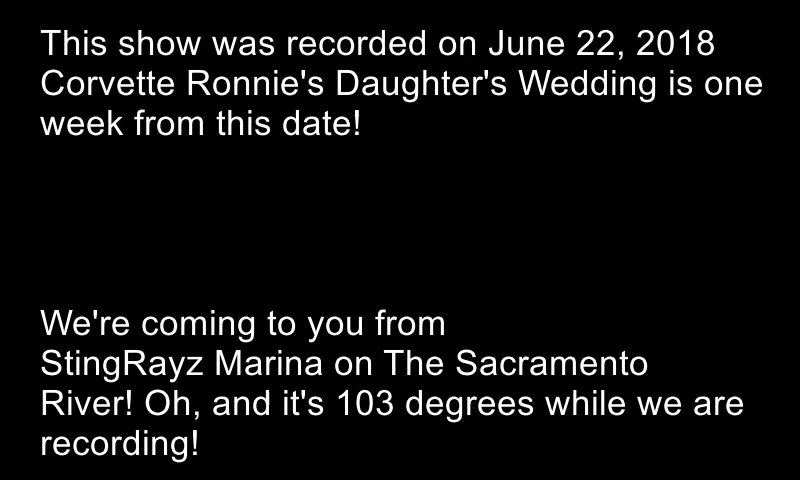 This show was recorded on June 22, 2018
Corvette Ronnie's Daughter's Wedding is one
week from this date!
We're coming to you from
StingRayz Marina on The Sacramento
River! Oh, and it's 103 degrees while we are
recording!